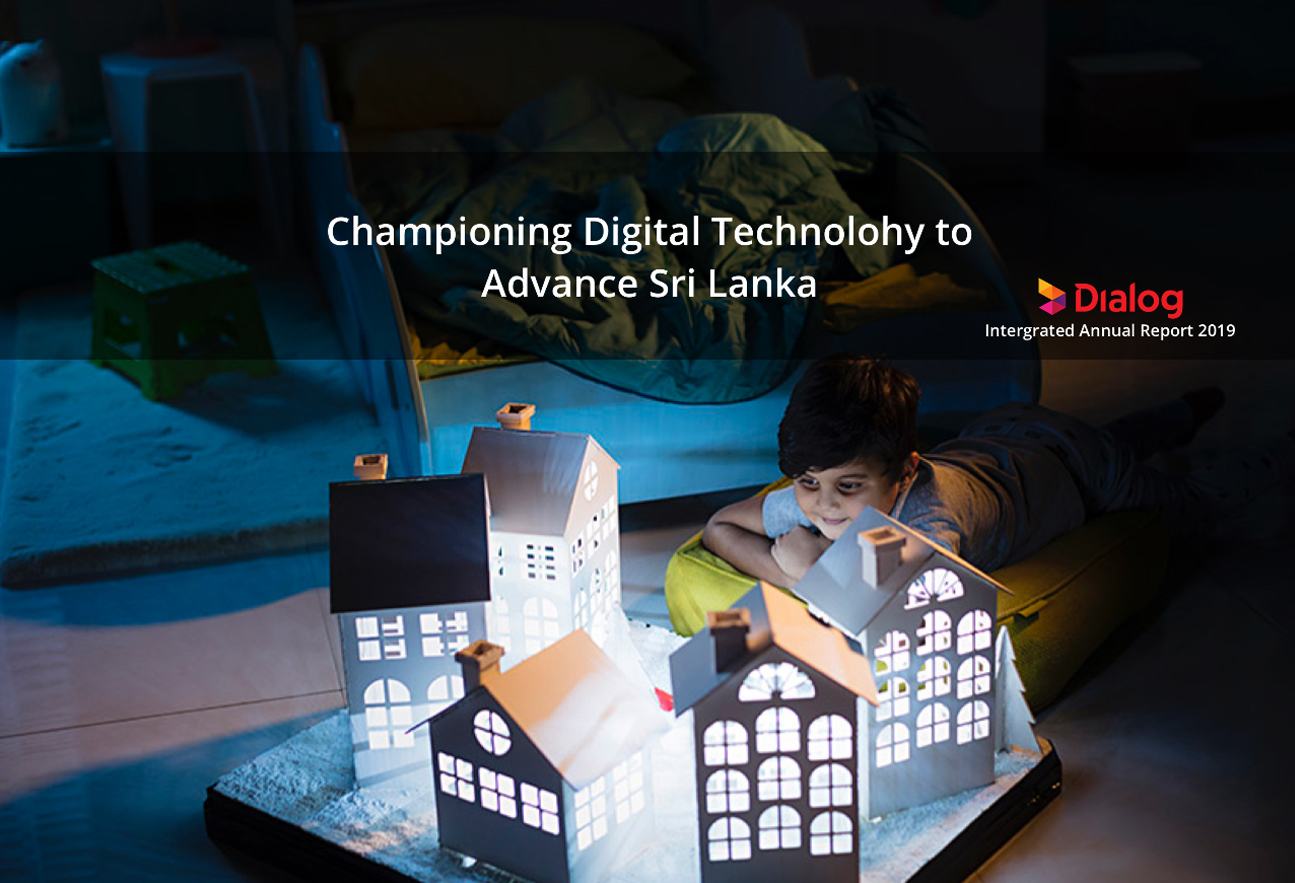 Championing Digital Technolohy to
Advance Sri Lanka
Dialog
Intergrated Annual Report 2019